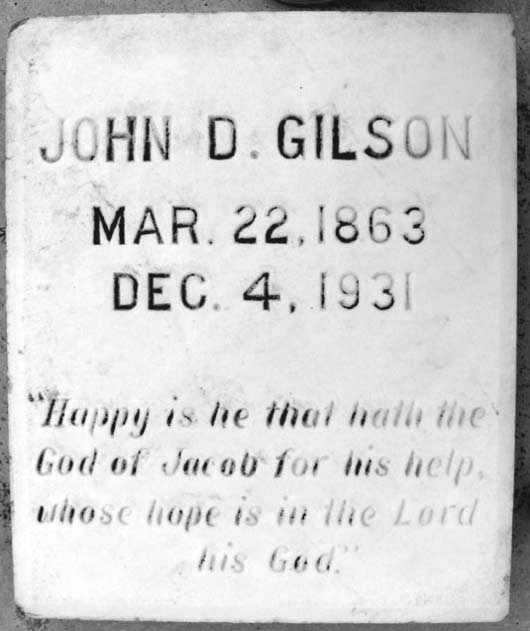 JOHN D. GILSON
MAR. 22, 1863
DEC. 4, 1931
"Happy is he that hath the
God of Jacob for his help,
whose hope is in the Lord
his God."